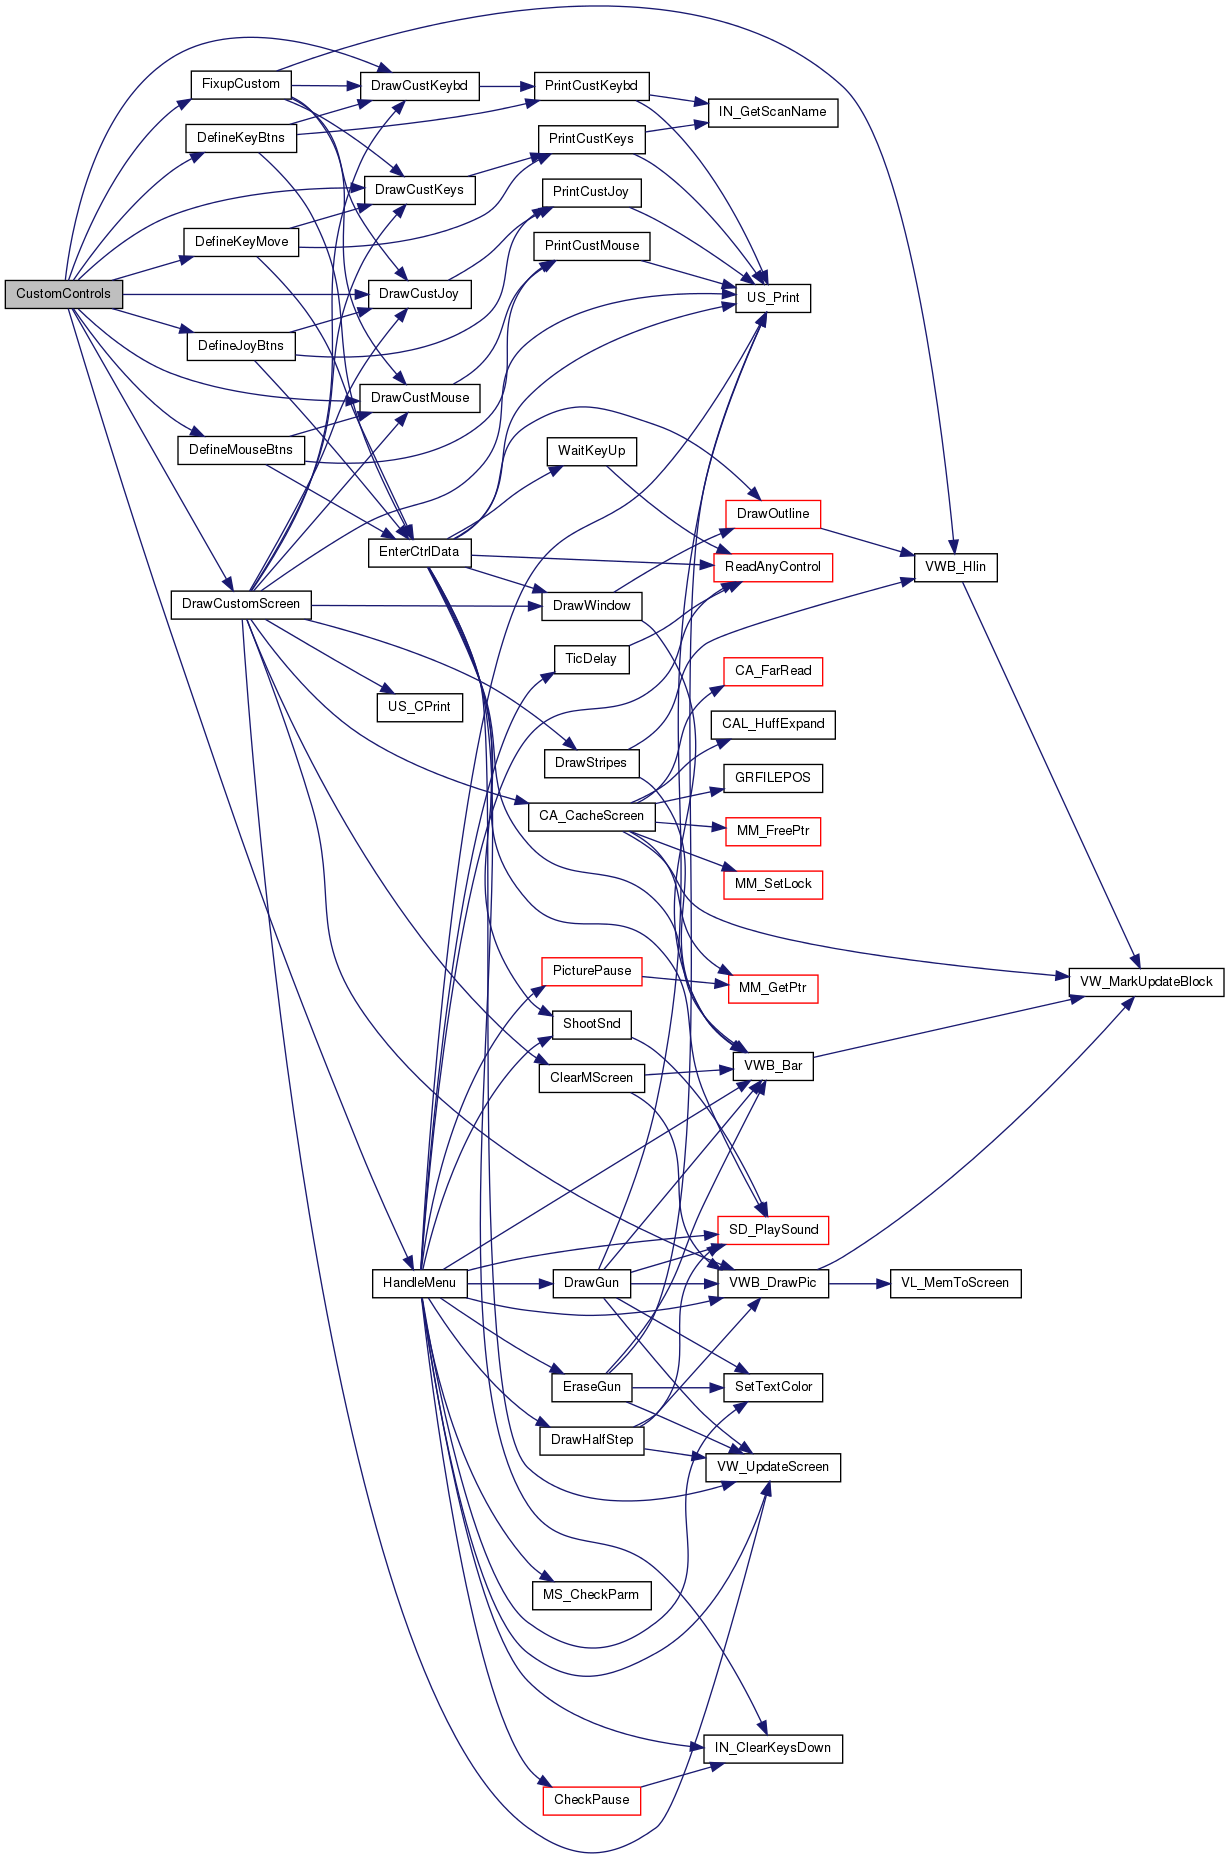 CustomControls
FixupCustom
DefineKeyBtns
DefineKeyMove
DefineJoyBtns
DefineMouseBtns
DrawCustomScreen
DrawCustKeybd
DrawCustKeys
DrawCustJoy
DrawCustMouse
EnterCtrlData
US_CPrint
HandleMenu
PrintCustKeybd
PrintCustKeys
PrintCustJoy
PrintCustMouse
WaitKeyUp
DrawWindow
TicDelay
DrawStripes
CA_CacheScreen
PicturePause
ShootSnd
ClearMScreen
DrawGun
EraseGun
DrawHalfStep
MS_CheckParm
CheckPause
IN_GetScanName
US_Print
DrawOutline
ReadAnyControl
CA_FarRead
CAL_HuffExpand
GRFILEPOS
MM_FreePtr
MM_SetLock
MM_GetPtr
VWB_Bar
SD_PlaySound
VWB_DrawPic
SetTextColor
VW_UpdateScreen
IN_ClearKeysDown
VWB_Hlin
VL_MemToScreen
VW_MarkUpdateBlock